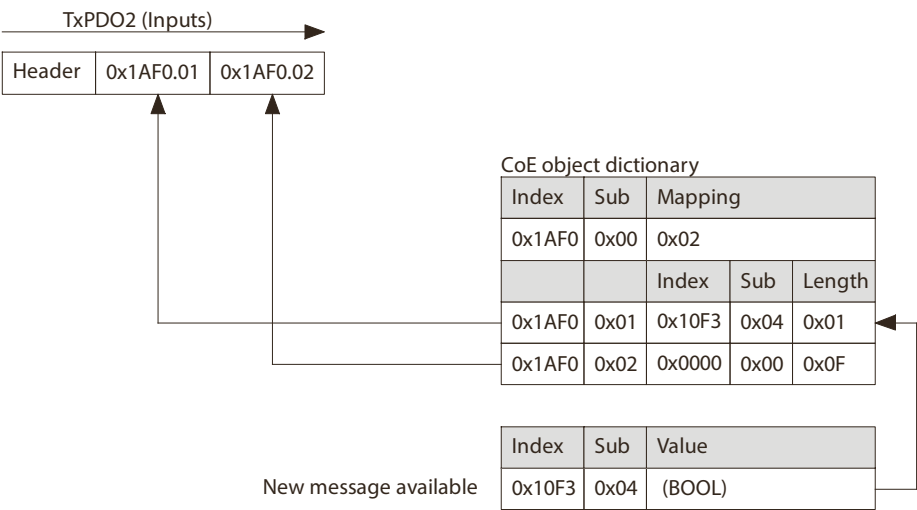 TxPDO2 (Inputs)
Header 0x1AF0.01 0x1AF0.02
CoE object dictionary
Index Sub Mapping
0x1AF0 0x00 0x02
Index Sub Length
0x1AF0 0x01 0x10F3 0x04 0x01
0x1AF0 0x02 0x0000 0x00 0x0F
Index Sub Value
New message available 0x10F3 0x04 (BOOL)